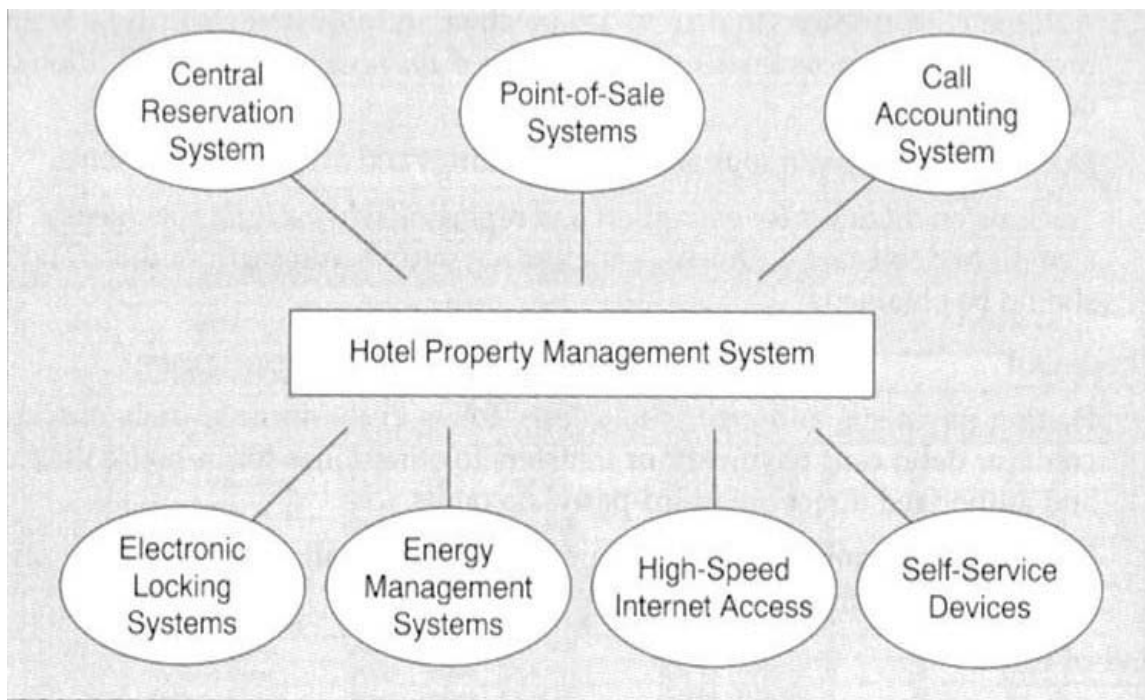 Central
Reservation
System
Point-of-Sale
Systems
Call
Accounting
System
Hotel Property Management System
Electronic
Locking
Systems
Energy
Management
Systems
High-Speed
Internet Access
Self-Service
Devices